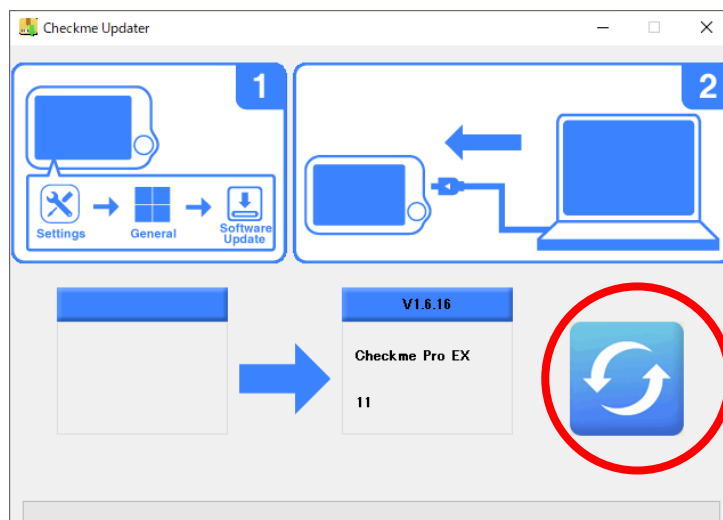 Checkme Updater
1
2
Settings
General
Software
Update
V1.6.16
Checkme Pro EX
11